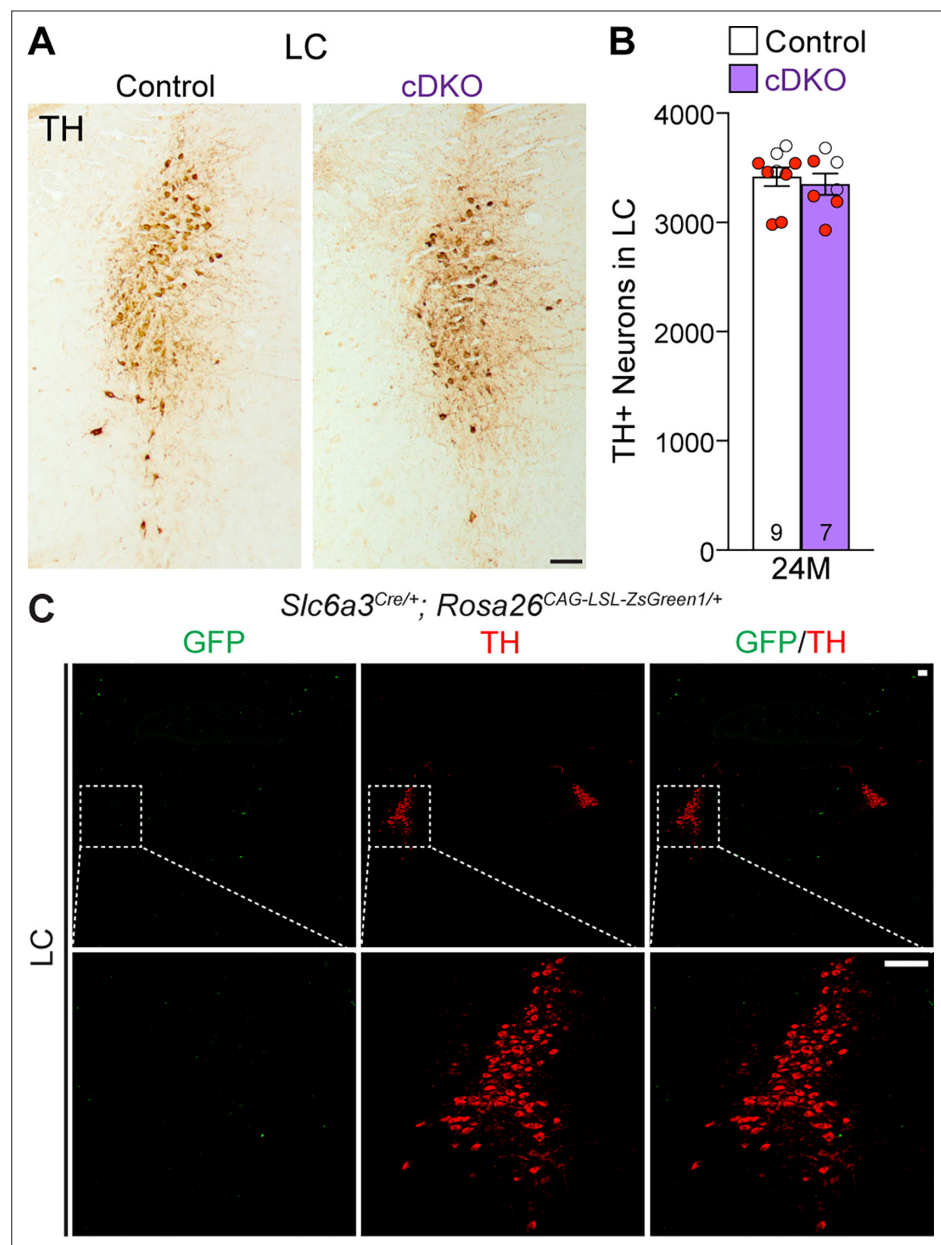 A
LC
Control
cDKO
TH
B
Control
cDKO
TH+ Neurons in LC
4000
3000
2000
1000
0
9
7
24M
Slc6a3Cre/+; Rosa26CAG-LSL-ZsGreen1/+
C
GFP
TH
GFP/TH
LC